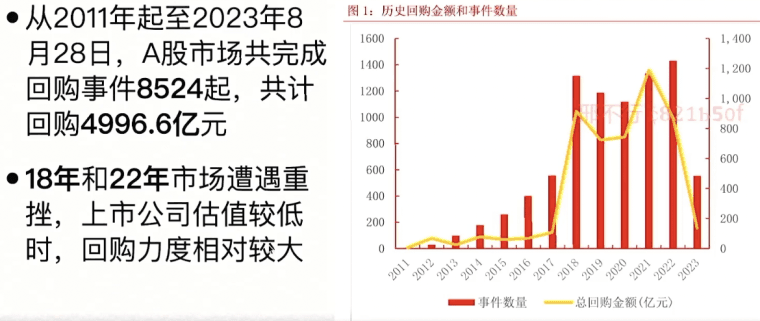 • 从2011年起至2023年8
月28日，A股市场共完成
回购事件8524起，共计
回购4996.6亿元
• 18年和22年市场遭遇重
挫，上市公司估值较低
时，回购力度相对较大
图 1：历史回购金额和事件数量
1600 1,400
1400 1,200
1200 1,000
1000 800
800 600
600 400
400 200
200 0
0
2011 2012 2013 2014 2015 2016 2017 2018 2019 2020 2021 2022 2023
事件数量 总回购金额(亿元)